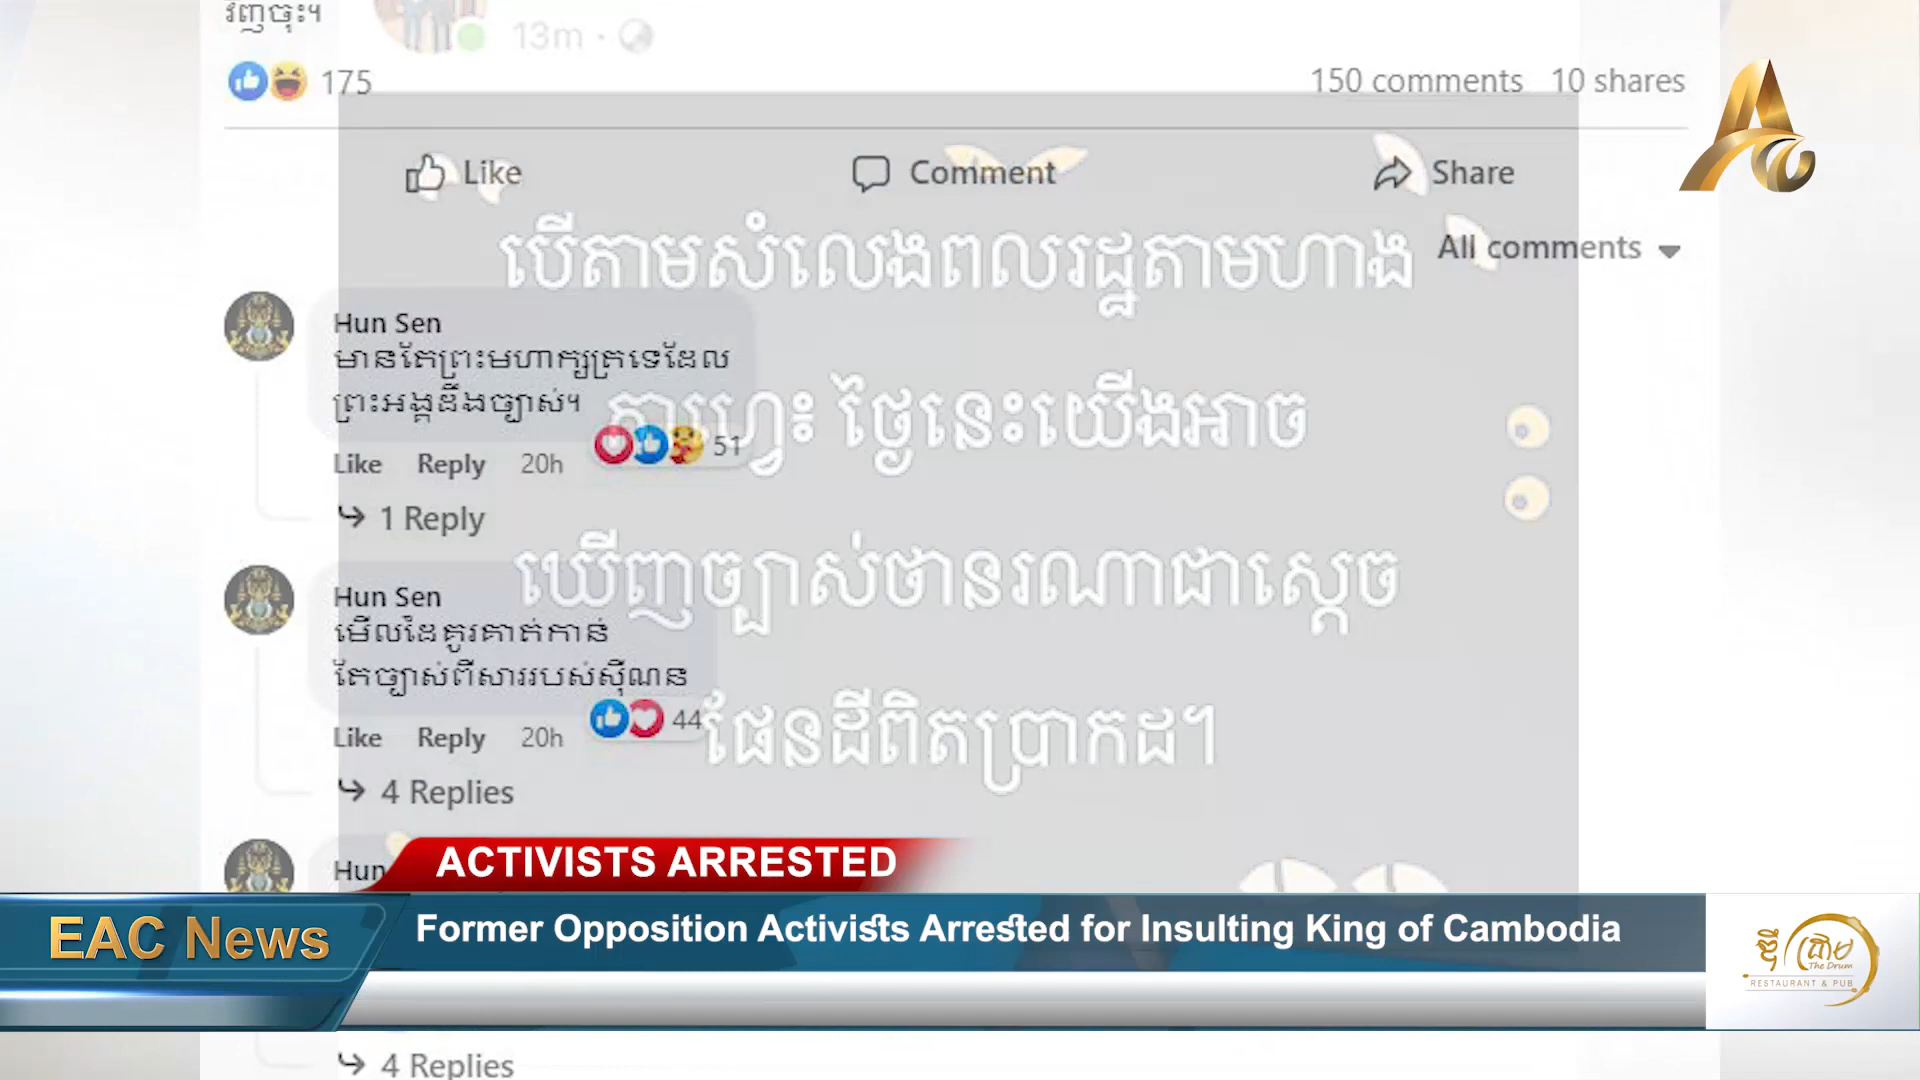 វិញចុះ។
13m
175
150 comments 10 shares
Like Comment Share
All comments
បើតាមសំលេងពលរដ្ឋតាមហាង
កាហ្វេ៖ ថ្ងៃនេះយើងអាច
ឃើញច្បាស់ថានរណាជាស្តេច
ផែនដីពិតប្រាកដ។
Hun Sen
មានតែព្រះមហាក្សត្រទេដែល
ព្រះអង្គដឹងច្បាស់។
51
Like Reply 20h
1 Reply
Hun Sen
មើលដៃគូរគាត់កាន់
តែច្បាស់ពីសាររបស់ស៊ីណន
44
Like Reply 20h
4 Replies
Hun
ACTIVISTS ARRESTED
EAC News
Former Opposition Activists Arrested for Insulting King of Cambodia
ឌឹ ដ្រាម
The Drum
RESTAURANT & PUB
4 Replies